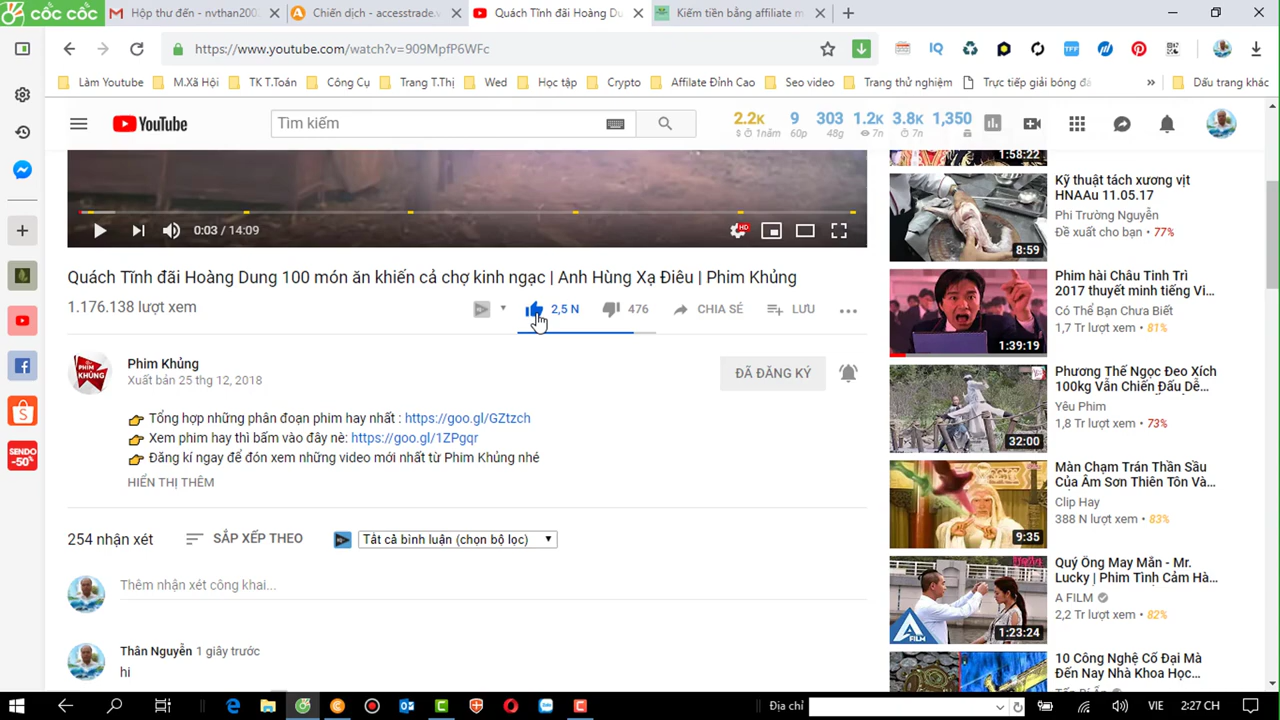 cốc cốc
Hộp thư đến - nvthan200
Chiến dịch - accesstrade.
Quách Tĩnh đãi Hoàng Du
Kiếm tiền bằng affiliate m
https://www.youtube.com/watch?v=909MpfP6WFc
Làm Youtube
M.Xã Hội
TK T.Toán
Công Cụ
Trang T.Thị
Wed
Học tập
Crypto
Affilate Đỉnh Cao
Seo video
Trang thử nghiệm
Trực tiếp giải bóng đá
Dấu trang khác
YouTube
Tìm kiếm
2.2K 9 303 1.2K 3.8K 1,350
1năm 60p 48g 7n 7n
0:03 / 14:09
HD
Quách Tĩnh đãi Hoàng Dung 100 món ăn khiến cả chợ kinh ngạc | Anh Hùng Xạ Điêu | Phim Khủng
1.176.138 lượt xem
2,5 N
476
CHIA SẺ
LƯU
PHIM KHỦNG
Phim Khủng
Xuất bản 25 thg 12, 2018
ĐÃ ĐĂNG KÝ
Tổng hợp những phân đoạn phim hay nhất : https://goo.gl/GZtzch
Xem phim hay thì bấm vào đây nè: https://goo.gl/1ZPgqr
Đăng kí ngay để đón xem những video mới nhất từ Phim Khủng nhé
HIỂN THỊ THÊM
254 nhận xét
SẮP XẾP THEO
Tất cả bình luận (chọn bộ lọc)
Thêm nhận xét công khai...
Thân Nguyễn 1 giây trước
hi
1:58:22
Kỹ thuật tách xương vịt
HNAAu 11.05.17
Phi Trường Nguyễn
Đề xuất cho bạn • 77%
8:59
Phim hài Châu Tinh Trì
2017 thuyết minh tiếng Vi...
Có Thể Bạn Chưa Biết
1,7 Tr lượt xem • 81%
1:39:19
Phương Thế Ngọc Đeo Xích
100kg Vẫn Chiến Đấu Dễ...
Yêu Phim
1,8 Tr lượt xem • 73%
32:00
Màn Chạm Trán Thần Sầu
Của Âm Sơn Thiên Tôn Và...
Clip Hay
388 N lượt xem • 83%
9:35
Quý Ông May Mắn - Mr.
Lucky | Phim Tình Cảm Hà...
A FILM
2,2 Tr lượt xem • 82%
FILM
1:23:24
10 Công Nghệ Cổ Đại Mà
Đến Nay Nhà Khoa Học...
SENDO
-50%
Địa chỉ
VIE
2:27 CH